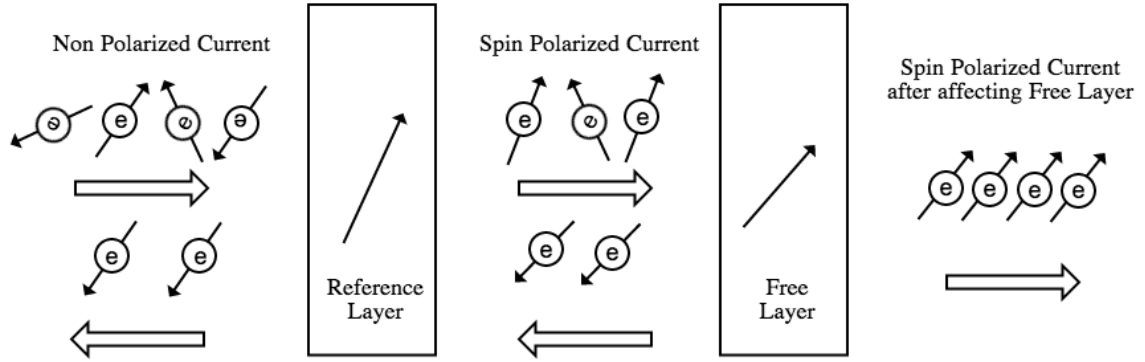 Non Polarized Current
e
e
e
e
e
e
Reference
Layer
Spin Polarized Current
e
e
e
e
e
Free
Layer
Spin Polarized Current
after affecting Free Layer
e
e
e
e